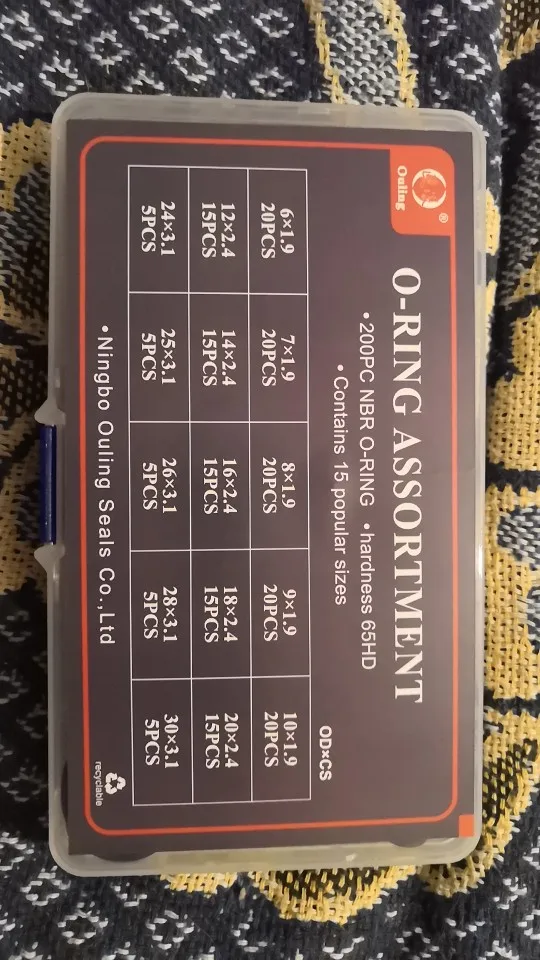 Ouling ®
O-RING ASSORTMENT
•200PC NBR O-RING •hardness 65HD
•Contains 15 popular sizes
OD×CS
6×1.9 7×1.9 8×1.9 9×1.9 10×1.9
20PCS 20PCS 20PCS 20PCS 20PCS
12×2.4 14×2.4 16×2.4 18×2.4 20×2.4
15PCS 15PCS 15PCS 15PCS 15PCS
24×3.1 25×3.1 26×3.1 28×3.1 30×3.1
5PCS 5PCS 5PCS 5PCS 5PCS
•Ningbo Ouling Seals Co.,Ltd
recyclable